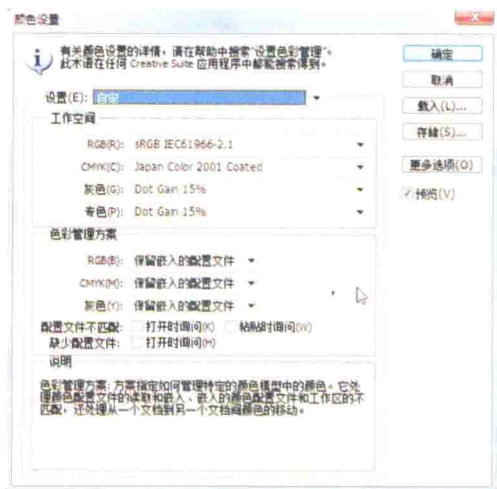 颜色设置
有关颜色设置的详情，请在帮助中搜索"设置色彩管理"。
此术语在任何 Creative Suite 应用程序中都能搜索得到。
确定
取消
载入(L)...
存储(S)...
更多选项(O)
预览(V)
设置(E): 自定
工作空间
RGB(R): sRGB IEC61966-2.1
CMYK(C): Japan Color 2001 Coated
灰色(G): Dot Gain 15%
专色(P): Dot Gain 15%
色彩管理方案
RGB(B): 保留嵌入的配置文件
CMYK(M): 保留嵌入的配置文件
灰色(Y): 保留嵌入的配置文件
配置文件不匹配: 打开时询问(K) 粘贴时询问(W)
缺少配置文件: 打开时询问(H)
说明
色彩管理方案: 方案指定如何管理特定的颜色模型中的颜色。它处
理颜色配置文件的读取和嵌入、嵌入的颜色配置文件和工作区的不
匹配，还处理从一个文档到另一个文档间颜色的移动。